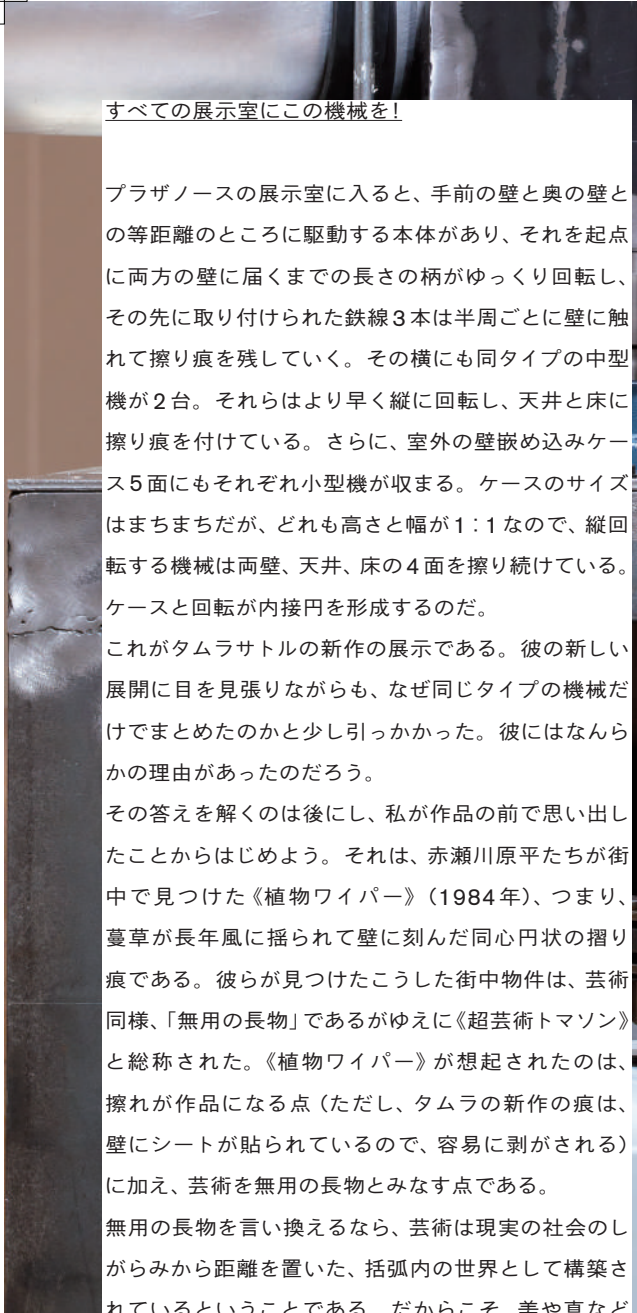 すべての展示室にこの機械を!
プラザノースの展示室に入ると、手前の壁と奥の壁と
の等距離のところに駆動する本体があり、それを起点
に両方の壁に届くまでの長さの柄がゆっくり回転し、
その先に取り付けられた鉄線3本は半周ごとに壁に触
れて擦り痕を残していく。その横にも同タイプの中型
機が2台。それらはより早く縦に回転し、天井と床に
擦り痕を付けている。さらに、室外の壁嵌め込みケー
ス5面にもそれぞれ小型機が収まる。ケースのサイズ
はまちまちだが、どれも高さと幅が1:1なので、縦回
転する機械は両壁、天井、床の4面を擦り続けている。
ケースと回転が内接円を形成するのだ。
これがタムラサトルの新作の展示である。彼の新しい
展開に目を見張りながらも、なぜ同じタイプの機械だ
けでまとめたのかと少し引っかかった。彼にはなんら
かの理由があったのだろう。
その答えを解くのは後にし、私が作品の前で思い出し
たことからはじめよう。それは、赤瀬川原平たちが街
中で見つけた《植物ワイパー》(1984年)、つまり、
蔓草が長年風に揺られて壁に刻んだ同心円状の摺り
痕である。彼らが見つけたこうした街中物件は、芸術
同様、「無用の長物」であるがゆえに《超芸術トマソン》
と総称された。《植物ワイパー》が想起されたのは、
擦れが作品になる点(ただし、タムラの新作の痕は、
壁にシートが貼られているので、容易に剥がされる)
に加え、芸術を無用の長物とみなす点である。
無用の長物を言い換えるなら、芸術は現実の社会のし
がらみから距離を置いた、括弧内の世界として構築さ
れているということである。だからこそ、美や真など